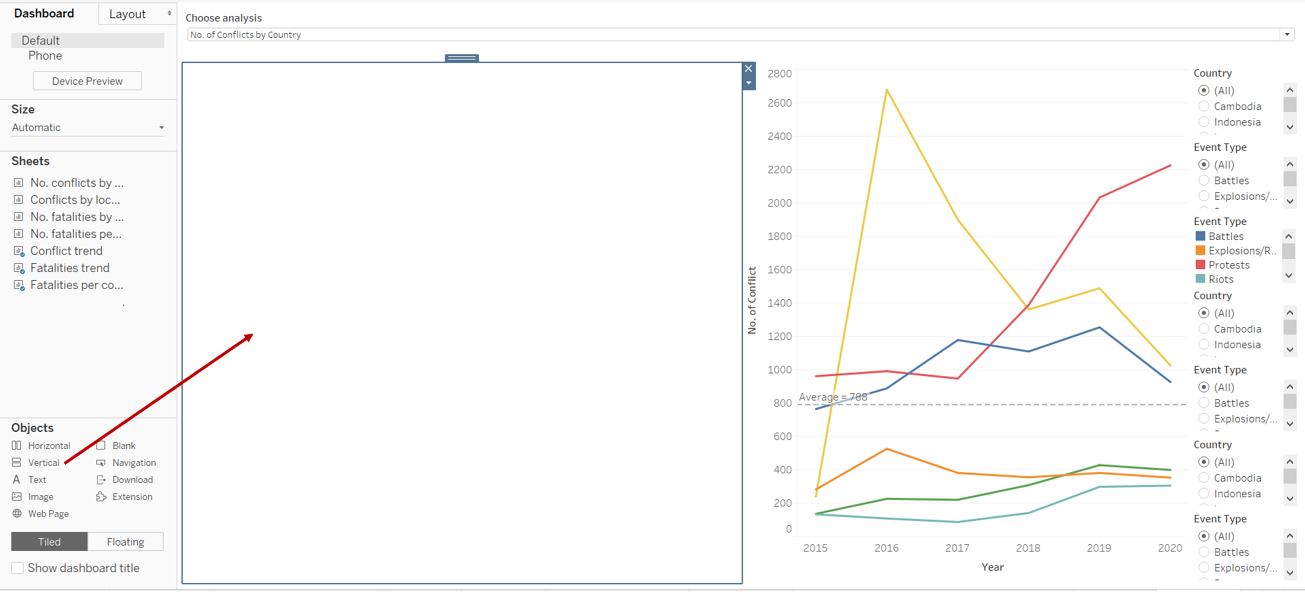 Dashboard
Layout
Default
Phone
Device Preview
Size
Automatic
Sheets
No. conflicts by ...
Conflicts by loc...
No. fatalities by ...
No. fatalities pe...
Conflict trend
Fatalities trend
Fatalities per co...
Objects
Horizontal
Blank
Vertical
Navigation
Text
Download
Image
Extension
Web Page
Tiled
Floating
Show dashboard title
Choose analysis
No. of Conflicts by Country
2800
2600
2400
2200
2000
1800
1600
1400
1200
1000
800
600
400
200
0
No. of Conflict
Average = 788
2015
2016
2017
2018
2019
2020
Year
Country
(All)
Cambodia
Indonesia
Event Type
(All)
Battles
Explosions/...
Event Type
Battles
Explosions/R..
Protests
Riots
Country
(All)
Cambodia
Indonesia
Event Type
(All)
Battles
Explosions/...
Country
(All)
Cambodia
Indonesia
Event Type
(All)
Battles
Explosions/...